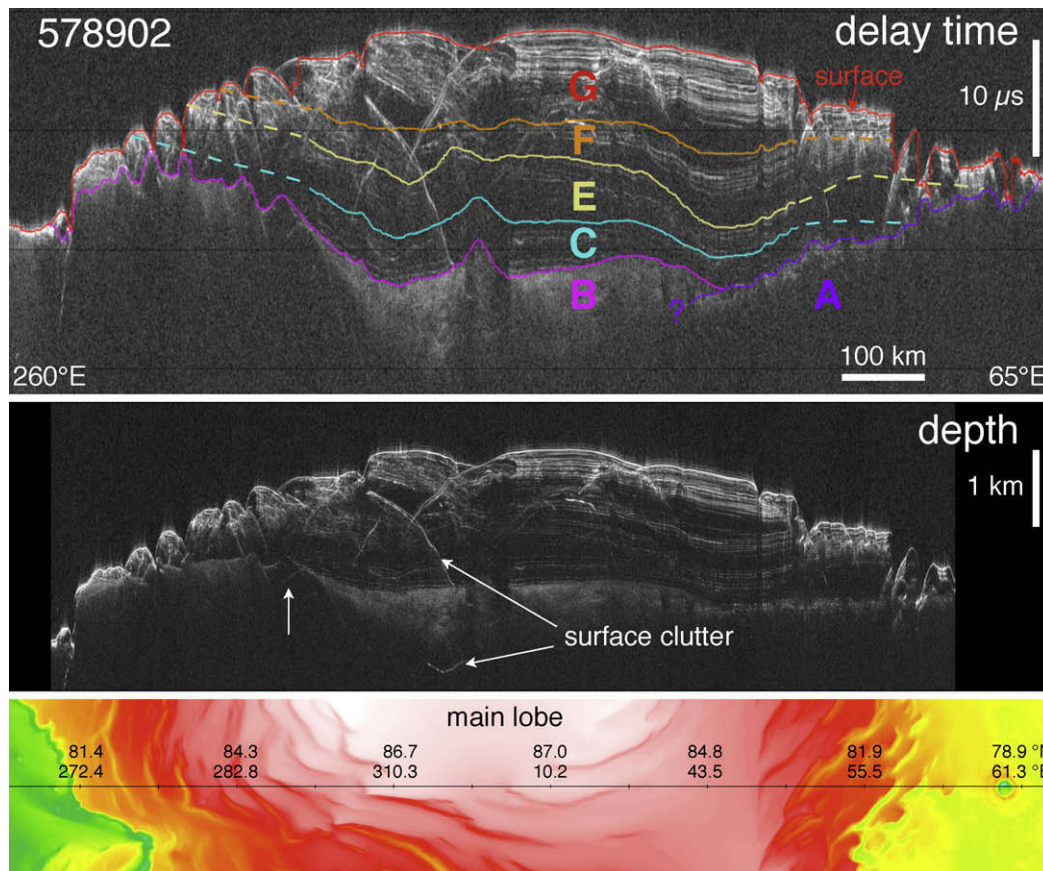 578902
delay time
surface
10 µs
G
F
E
C
B
A
?
100 km
260°E
65°E
depth
1 km
surface clutter
main lobe
81.4 84.3 86.7 87.0 84.8 81.9 78.9 °N
272.4 282.8 310.3 10.2 43.5 55.5 61.3 °E